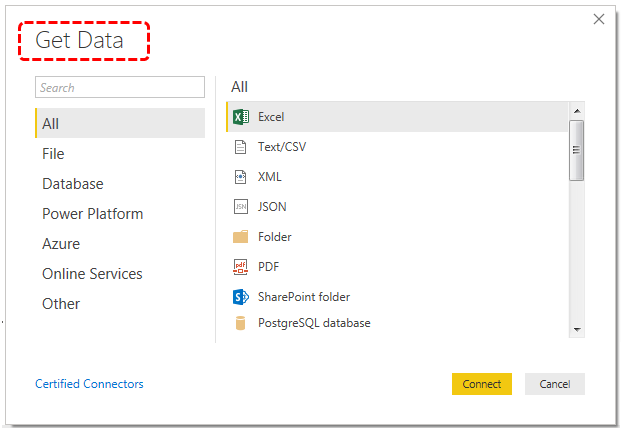 Get Data
Search
All
File
Database
Power Platform
Azure
Online Services
Other
All
Excel
Text/CSV
XML
JSON
Folder
PDF
SharePoint folder
PostgreSQL database
Certified Connectors
Connect
Cancel